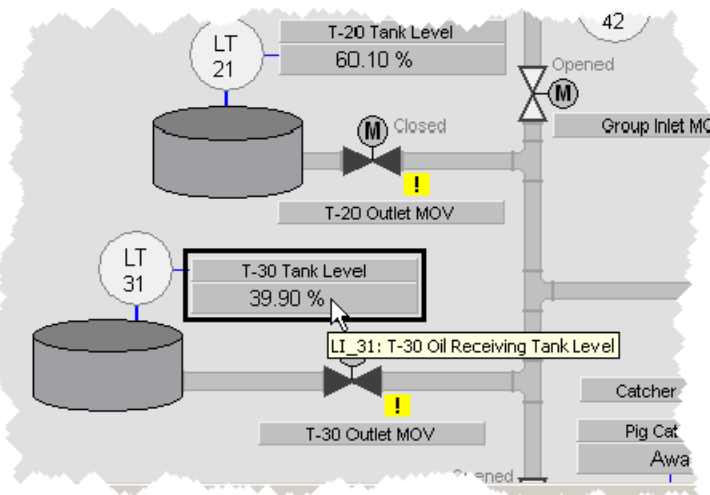 LT
21
T-20 Tank Level
60.10 %
42
Opened
M
Group Inlet
M
Closed
!
T-20 Outlet MOV
LT
31
T-30 Tank Level
39.90 %
LI_31: T-30 Oil Receiving Tank Level
!
T-30 Outlet MOV
Catcher
Pig Cat
Awa